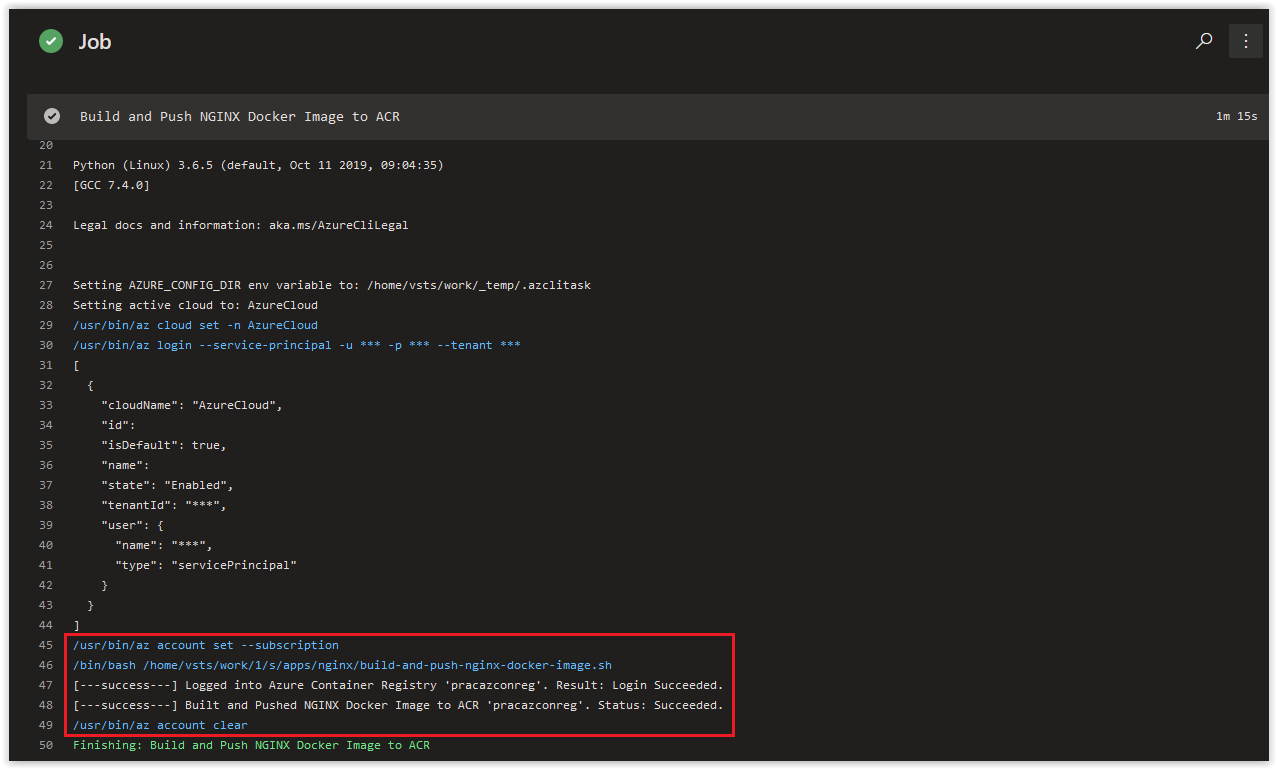 Job
Build and Push NGINX Docker Image to ACR 1m 15s
20
21 Python (Linux) 3.6.5 (default, Oct 11 2019, 09:04:35)
22 [GCC 7.4.0]
23
24 Legal docs and information: aka.ms/AzureCliLegal
25
26
27 Setting AZURE_CONFIG_DIR env variable to: /home/vsts/work/_temp/.azclitask
28 Setting active cloud to: AzureCloud
29 /usr/bin/az cloud set -n AzureCloud
30 /usr/bin/az login --service-principal -u *** -p *** --tenant ***
31 [
32   {
33     "cloudName": "AzureCloud",
34     "id":
35     "isDefault": true,
36     "name":
37     "state": "Enabled",
38     "tenantId": "***",
39     "user": {
40       "name": "***",
41       "type": "servicePrincipal"
42     }
43   }
44 ]
45 /usr/bin/az account set --subscription
46 /bin/bash /home/vsts/work/1/s/apps/nginx/build-and-push-nginx-docker-image.sh
47 [---success---] Logged into Azure Container Registry 'pracazconreg'. Result: Login Succeeded.
48 [---success---] Built and Pushed NGINX Docker Image to ACR 'pracazconreg'. Status: Succeeded.
49 /usr/bin/az account clear
50 Finishing: Build and Push NGINX Docker Image to ACR